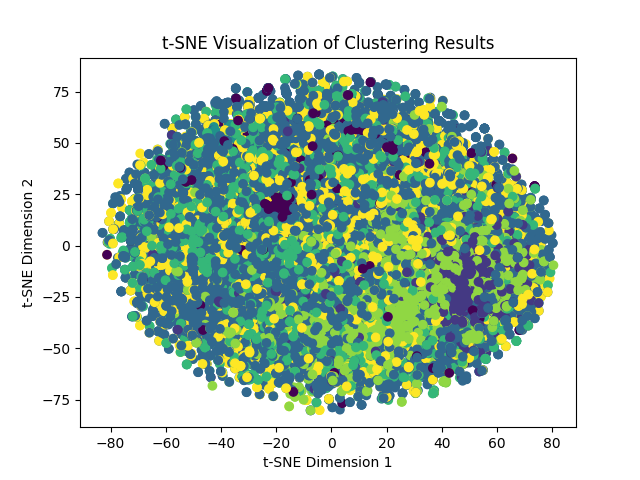 t-SNE Visualization of Clustering Results
75
50
25
0
−25
−50
−75
t-SNE Dimension 2
−80 −60 −40 −20 0 20 40 60 80
t-SNE Dimension 1